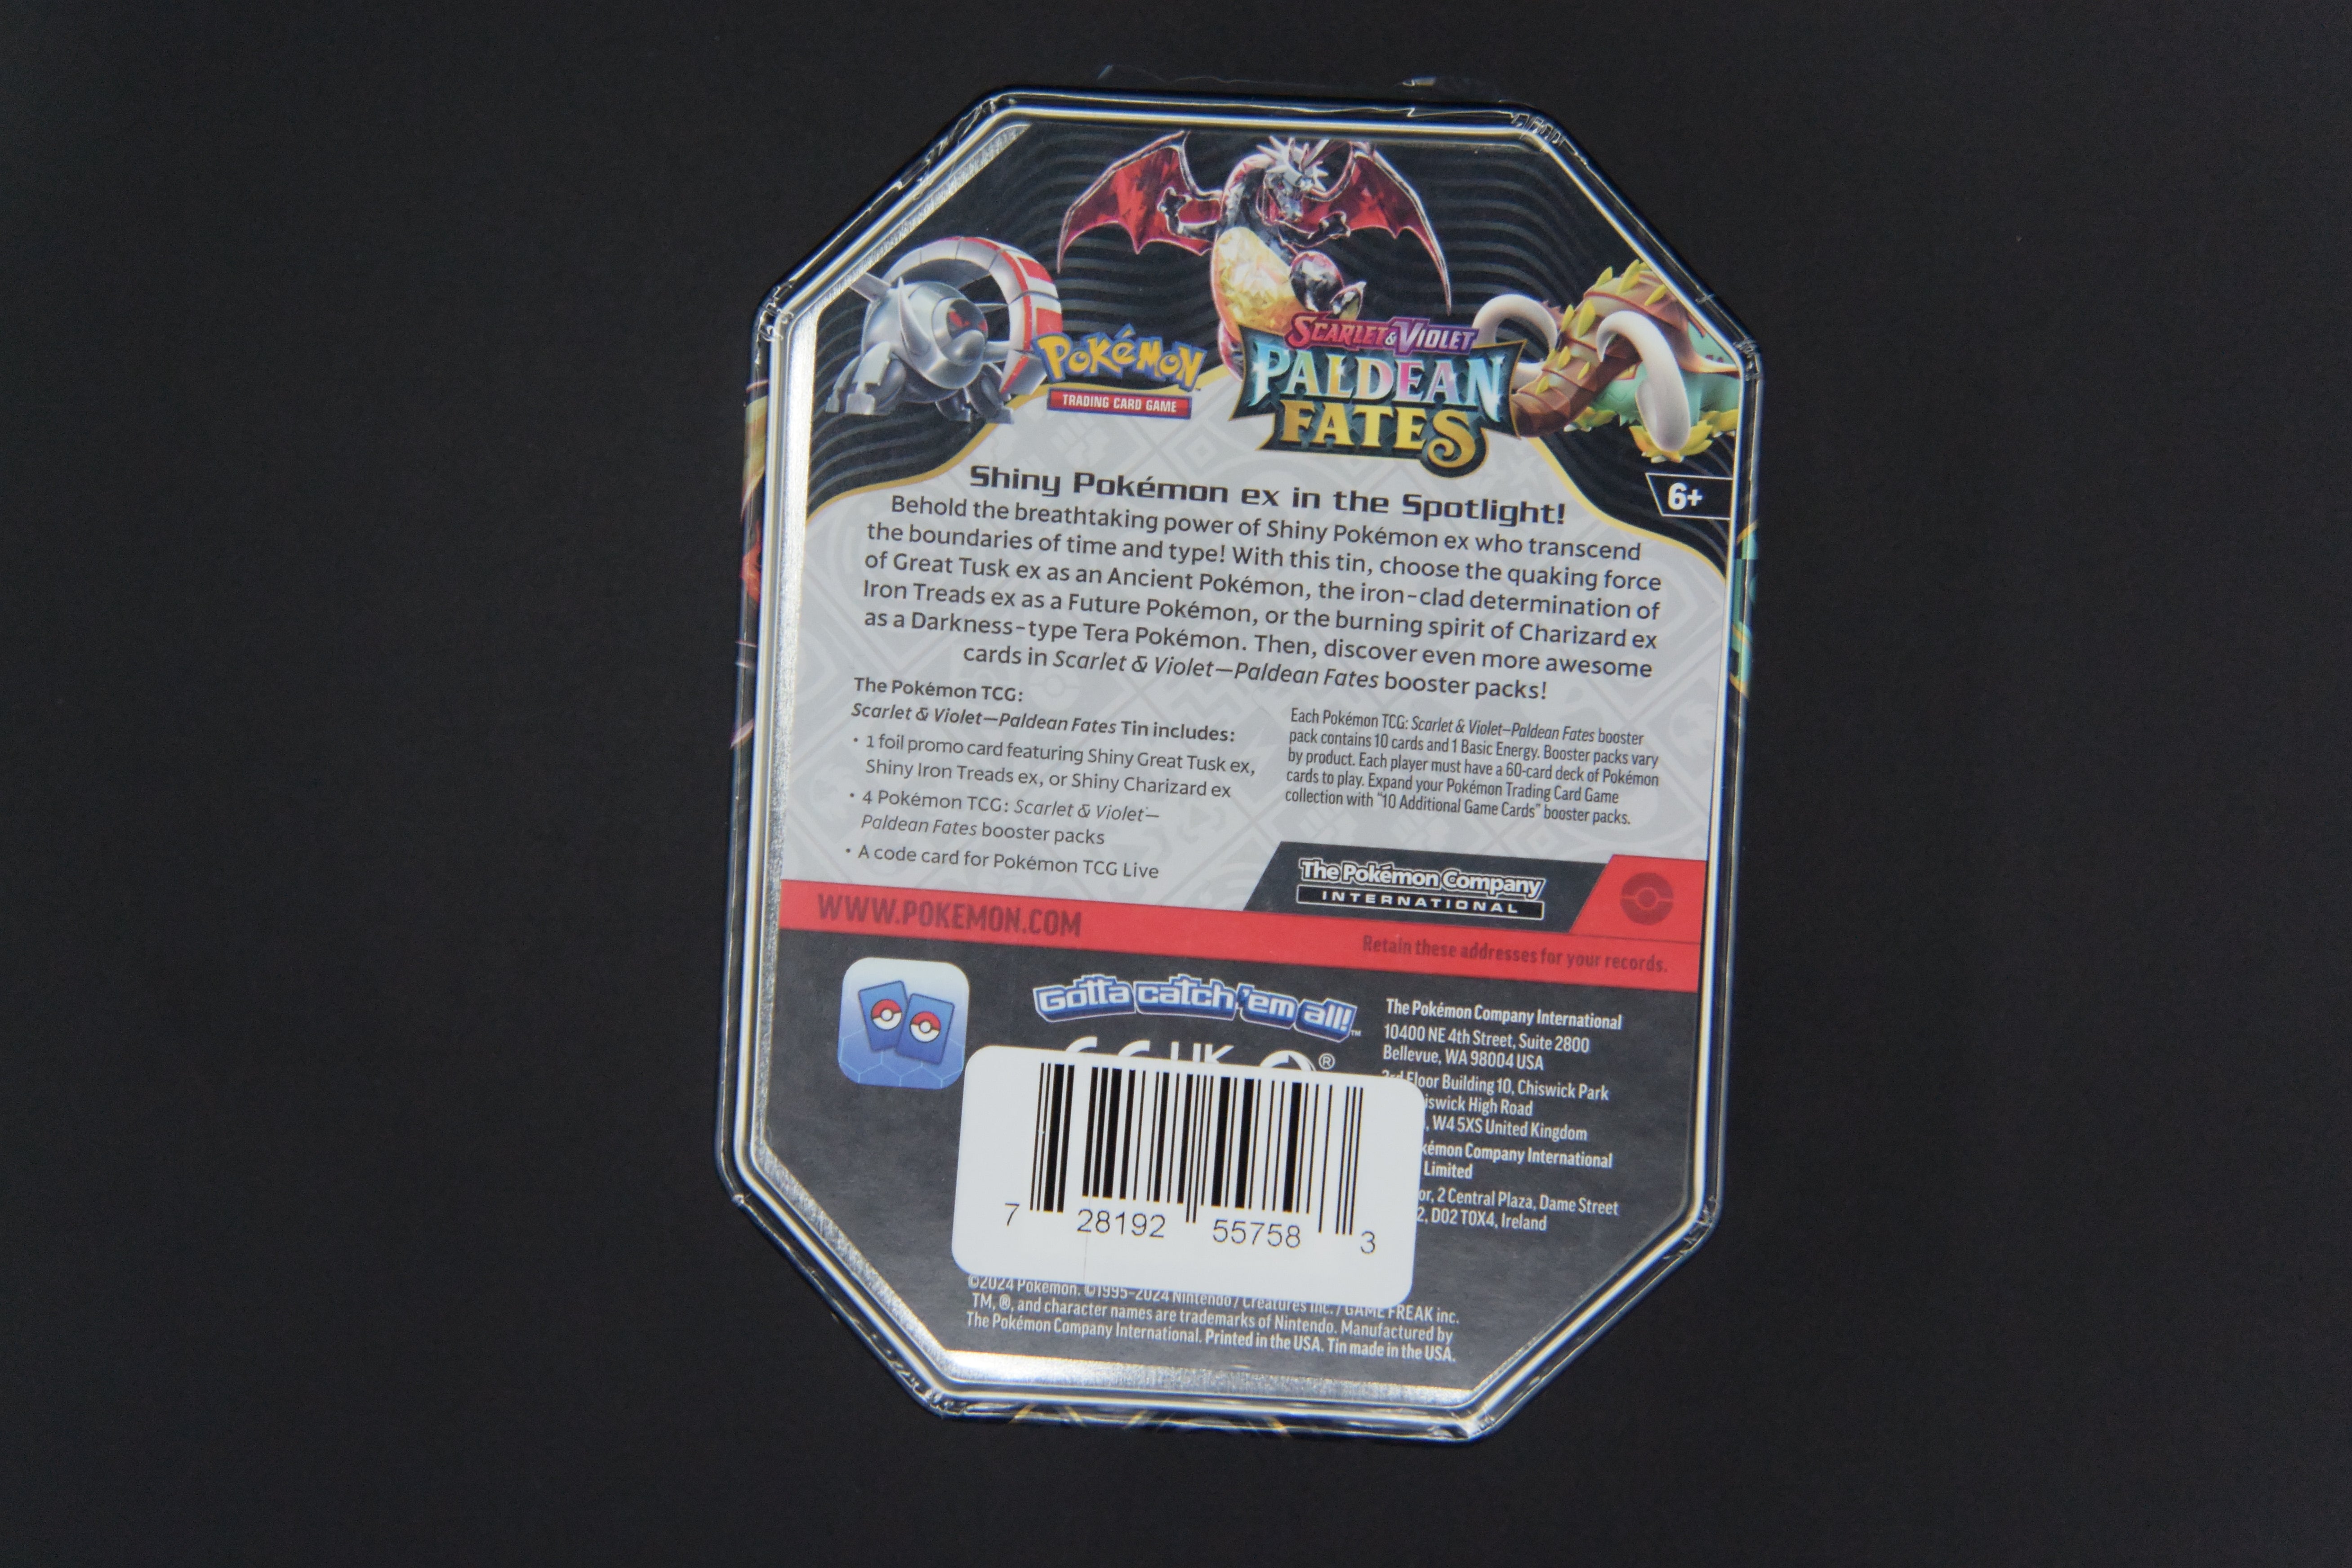 Pokémon
TRADING CARD GAME
SCARLET & VIOLET
PALDEAN
FATES
6+
Shiny Pokémon ex in the Spotlight!
Behold the breathtaking power of Shiny Pokémon ex who transcend
the boundaries of time and type! With this tin, choose the quaking force
of Great Tusk ex as an Ancient Pokémon, the iron-clad determination of
Iron Treads ex as a Future Pokémon, or the burning spirit of Charizard ex
as a Darkness-type Tera Pokémon. Then, discover even more awesome
cards in Scarlet & Violet—Paldean Fates booster packs!
The Pokémon TCG:
Scarlet & Violet—Paldean Fates Tin includes:
• 1 foil promo card featuring Shiny Great Tusk ex,
Shiny Iron Treads ex, or Shiny Charizard ex
• 4 Pokémon TCG: Scarlet & Violet—
Paldean Fates booster packs
• A code card for Pokémon TCG Live
Each Pokémon TCG: Scarlet & Violet—Paldean Fates booster
pack contains 10 cards and 1 Basic Energy. Booster packs vary
by product. Each player must have a 60-card deck of Pokémon
cards to play. Expand your Pokémon Trading Card Game
collection with "10 Additional Game Cards" booster packs.
The Pokémon Company
INTERNATIONAL
WWW.POKEMON.COM
Retain these addresses for your records.
Gotta catch 'em all!™
®
The Pokémon Company International
10400 NE 4th Street, Suite 2800
Bellevue, WA 98004 USA
Floor Building 10, Chiswick Park
High Road
, W4 5XS United Kingdom
Company International
Limited
2 Central Plaza, Dame Street
2, D02 T0X4, Ireland
7 28192 55758 3
©2024 Pokémon. ©1995–2024 Nintendo / Creatures Inc. / GAME FREAK inc.
TM, ®, and character names are trademarks of Nintendo. Manufactured by
The Pokémon Company International. Printed in the USA. Tin made in the USA.